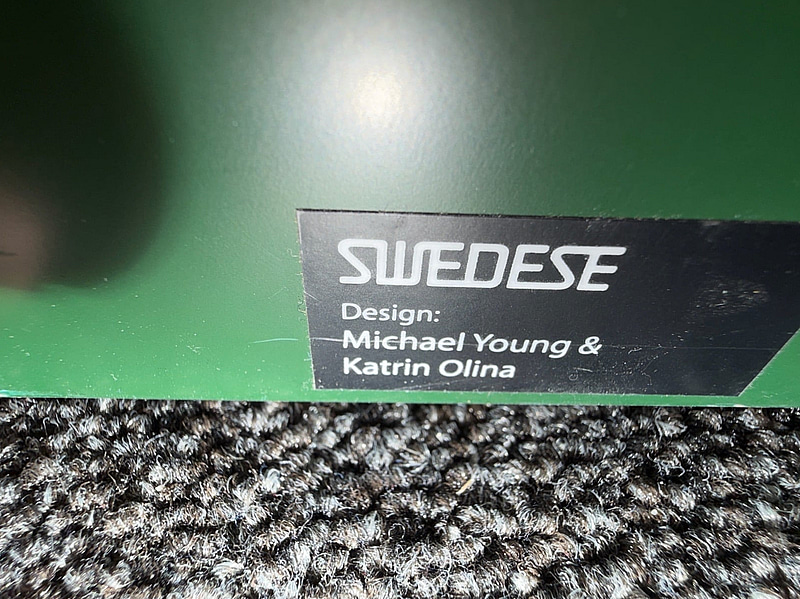 SWEDESE
Design:
Michael Young &
Katrin Olina